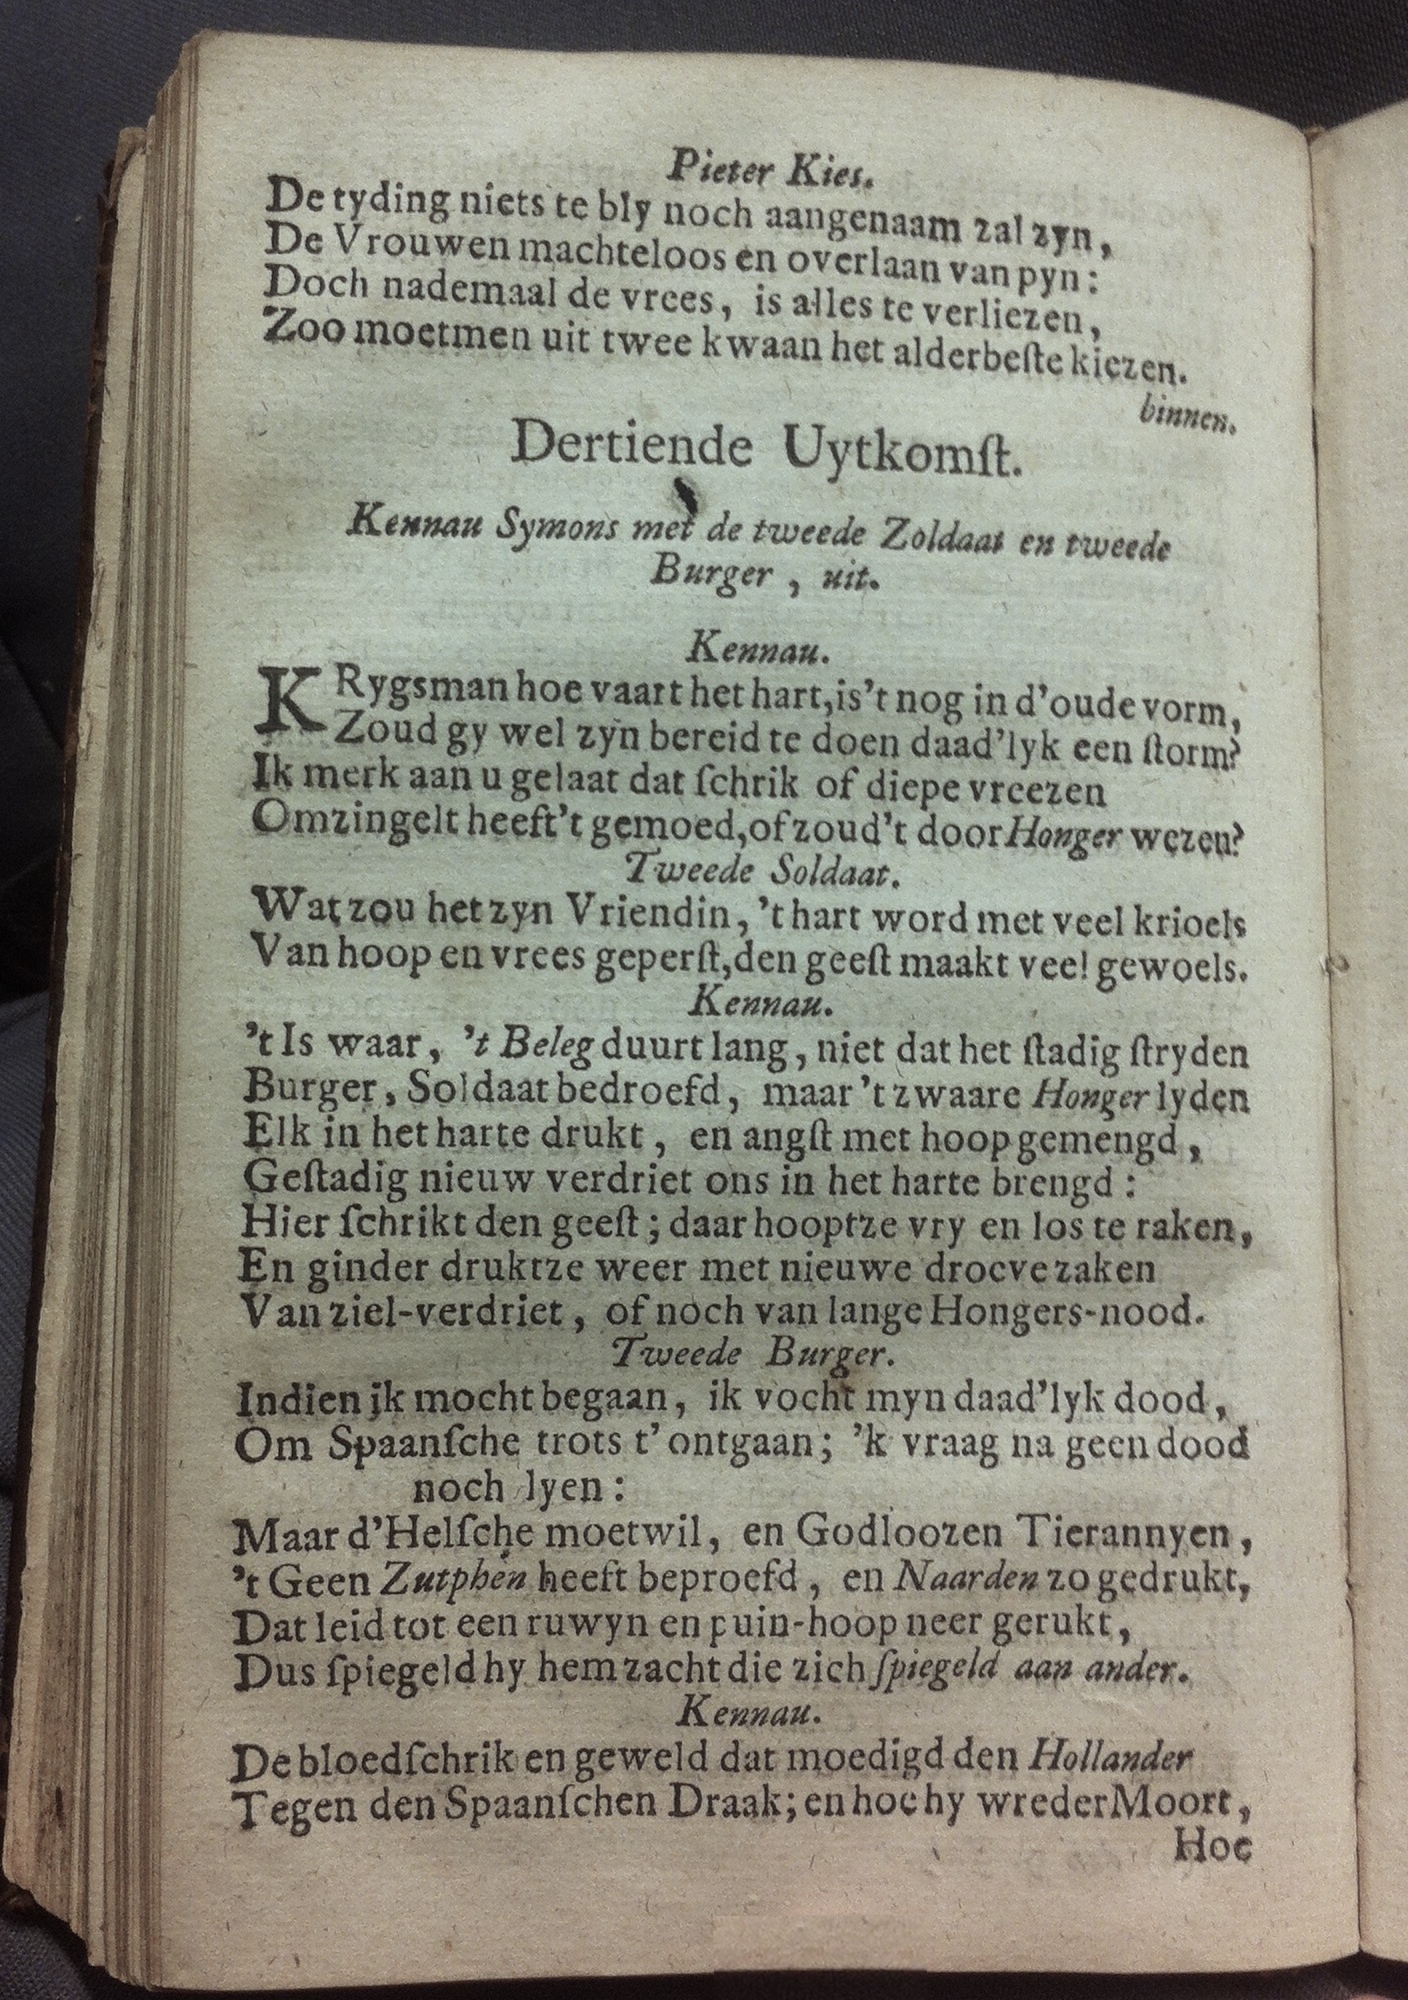 Pieter Kies.
De tyding niets te bly noch aangenaam zal zyn,
De Vrouwen machteloos en overlaan van pyn:
Doch nademaal de vrees, is alles te verliezen,
Zoo moetmen uit twee kwaan het alderbeſte kiezen.
binnen.
Dertiende Uytkomſt.
Kennau Symons met de tweede Zoldaat en tweede
Burger, uit.
Kennau.
KRygsman hoe vaart het hart, is't nog in d'oude vorm,
Zoud gy wel zyn bereid te doen daad'lyk een ſtorm?
Ik merk aan u gelaat dat ſchrik of diepe vreezen
Omzingelt heeft't gemoed, of zoud't door Honger wezen?
Tweede Soldaat.
Wat zou het zyn Vriendin, 't hart word met veel krioels
Van hoop en vrees geperſt, den geeſt maakt veel gewoels.
Kennau.
't Is waar, 't Beleg duurt lang, niet dat het ſtadig ſtryden
Burger, Soldaat bedroefd, maar 't zwaare Honger lyden
Elk in het harte drukt, en angſt met hoop gemengd,
Geſtadig nieuw verdriet ons in het harte brengd:
Hier ſchrikt den geeſt; daar hooptze vry en los te raken,
En ginder druktze weer met nieuwe droeve zaken
Van ziel-verdriet, of noch van lange Hongers-nood.
Tweede Burger.
Indien ik mocht begaan, ik vocht myn daad'lyk dood,
Om Spaanſche trots t' ontgaan; 'k vraag na geen dood
noch lyen:
Maar d'Helſche moetwil, en Godloozen Tierannyen,
't Geen Zutphen heeft beproefd, en Naarden zo gedrukt,
Dat leid tot een ruwyn en puin-hoop neer gerukt,
Dus ſpiegeld hy hem zacht die zich ſpiegeld aan ander.
Kennau.
De bloedſchrik en geweld dat moedigd den Hollander
Tegen den Spaanſchen Draak; en hoe hy wreder Moort,
Hoe